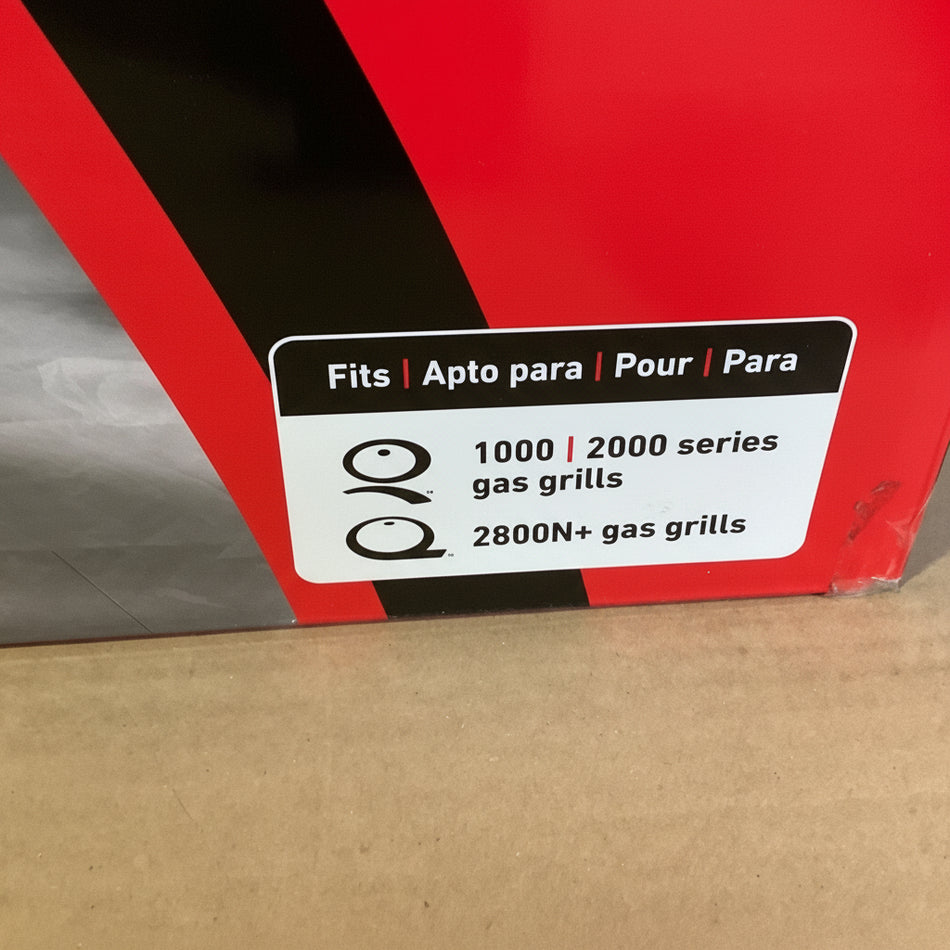 Fits | Apto para | Pour | Para
1000 | 2000 series
gas grills
2800N+ gas grills